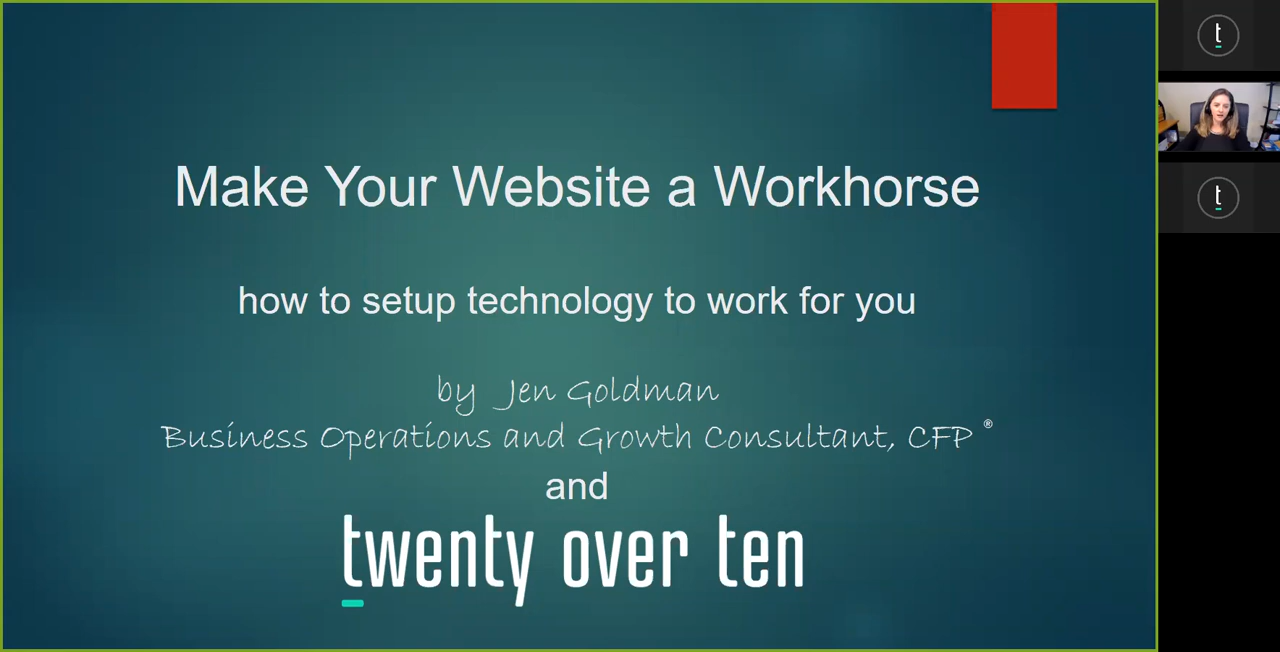 Make Your Website a Workhorse
how to setup technology to work for you
by Jen Goldman
Business Operations and Growth Consultant, CFP ®
and
twenty over ten
t
t